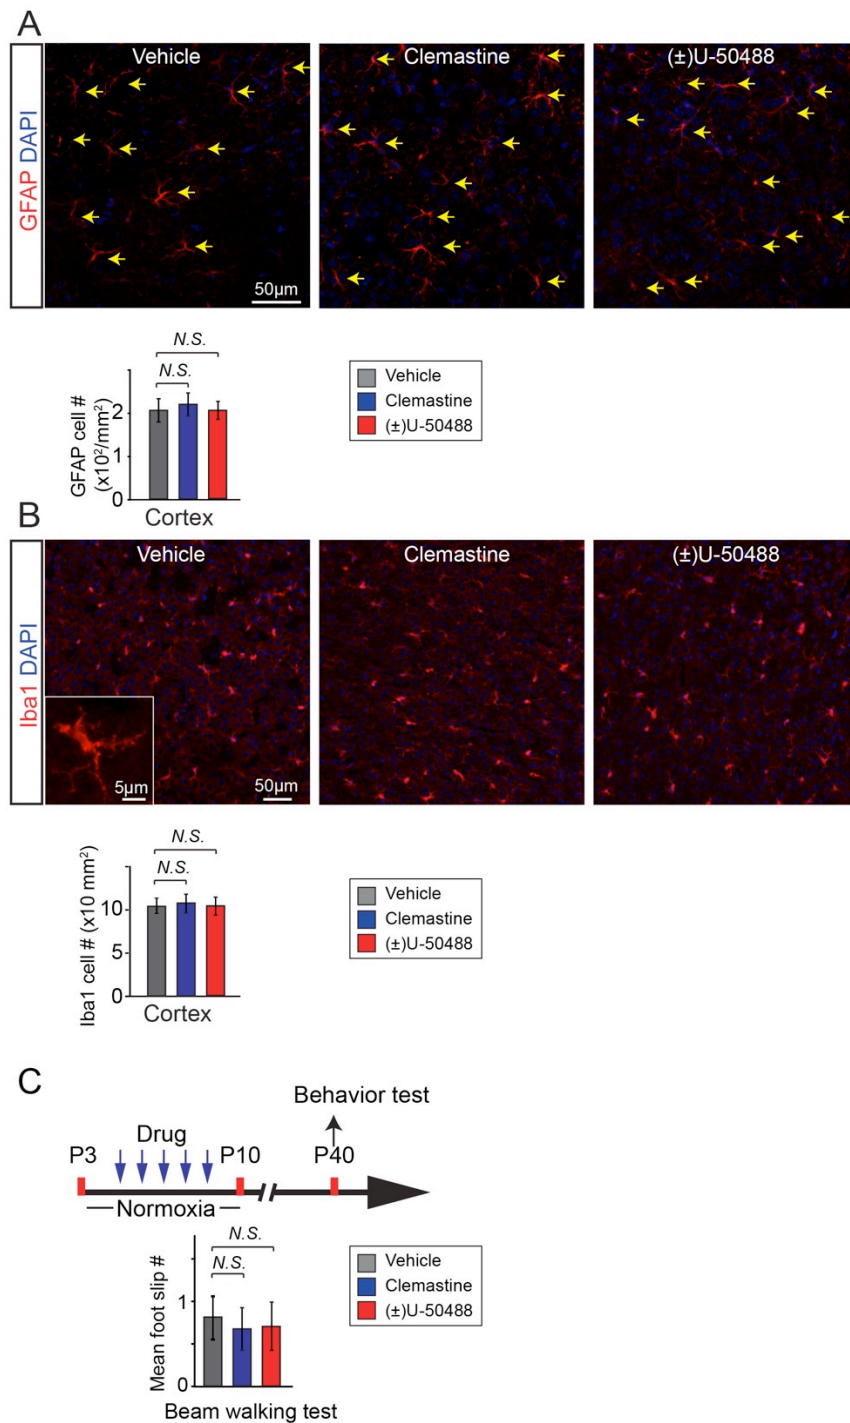 A
Vehicle
Clemastine
(±)U-50488
GFAP DAPI
50µm
N.S.
N.S.
GFAP cell #
(x10²/mm²)
2
1
0
Cortex
Vehicle
Clemastine
(±)U-50488
B
Vehicle
Clemastine
(±)U-50488
Iba1 DAPI
5µm
50µm
N.S.
N.S.
Iba1 cell # (x10 mm²)
10
5
0
Cortex
Vehicle
Clemastine
(±)U-50488
C
Behavior test
Drug
P3
P10
P40
Normoxia
N.S.
N.S.
Mean foot slip #
1
0
Beam walking test
Vehicle
Clemastine
(±)U-50488